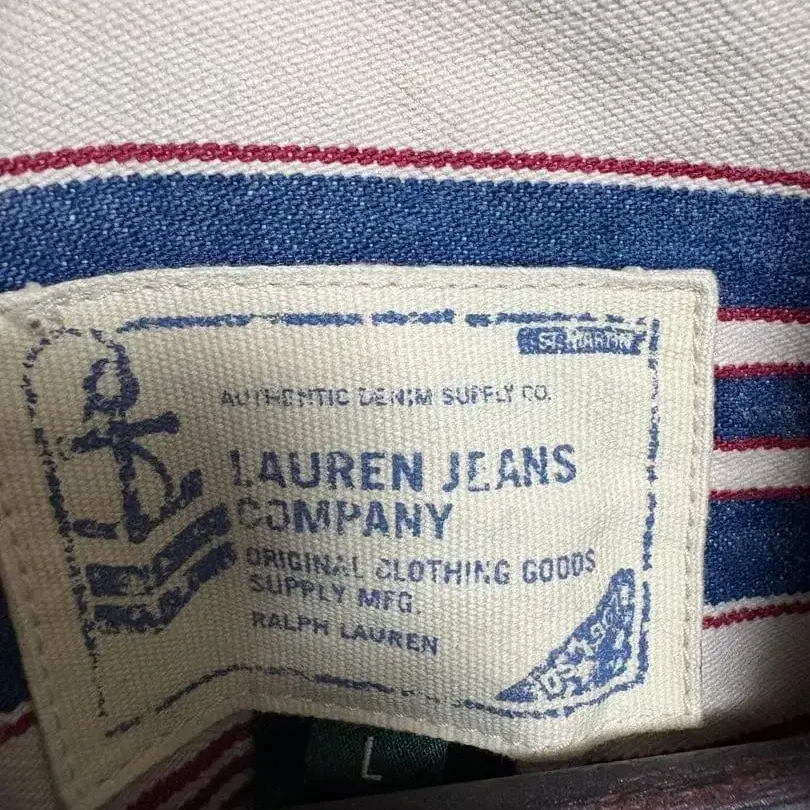 ST. MARTIN
AUTHENTIC DENIM SUPPLY CO.
LAUREN JEANS
COMPANY
ORIGINAL CLOTHING GOODS
SUPPLY MFG.
RALPH LAUREN
L